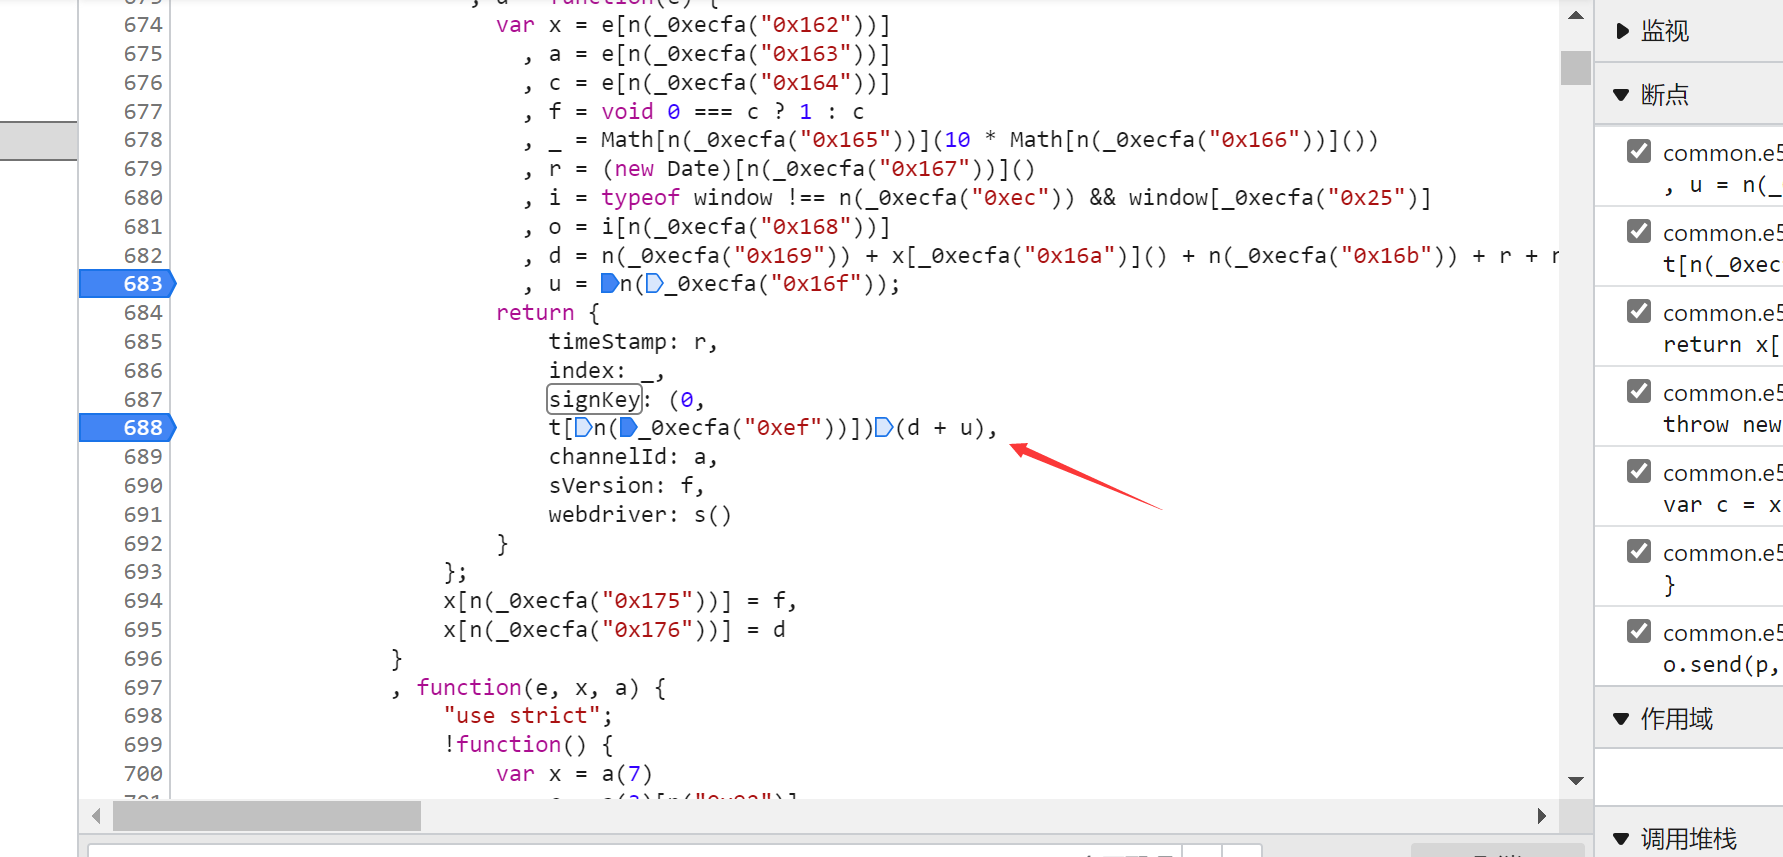 674 var x = e[n(_0xecfa("0x162"))]
675 , a = e[n(_0xecfa("0x163"))]
676 , c = e[n(_0xecfa("0x164"))]
677 , f = void 0 === c ? 1 : c
678 , _ = Math[n(_0xecfa("0x165"))](10 * Math[n(_0xecfa("0x166"))]())
679 , r = (new Date)[n(_0xecfa("0x167"))]()
680 , i = typeof window !== n(_0xecfa("0xec")) && window[_0xecfa("0x25")]
681 , o = i[n(_0xecfa("0x168"))]
682 , d = n(_0xecfa("0x169")) + x[_0xecfa("0x16a")]() + n(_0xecfa("0x16b")) + r + n
683 , u = n(_0xecfa("0x16f"));
684 return {
685 timeStamp: r,
686 index: _,
687 signKey: (0,
688 t[n(_0xecfa("0xef"))])(d + u),
689 channelId: a,
690 sVersion: f,
691 webdriver: s()
692 }
693 };
694 x[n(_0xecfa("0x175"))] = f,
695 x[n(_0xecfa("0x176"))] = d
696 }
697 , function(e, x, a) {
698 "use strict";
699 !function() {
700 var x = a(7)
监视
断点
common.e5
, u = n(_
common.e5
t[n(_0xec
common.e5
return x[
common.e5
throw new
common.e5
var c = x
common.e5
}
common.e5
o.send(p,
作用域
调用堆栈